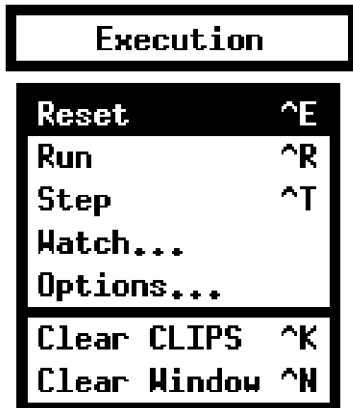 Execution
Reset ^E
Run ^R
Step ^T
Watch...
Options...
Clear CLIPS ^K
Clear Window ^N